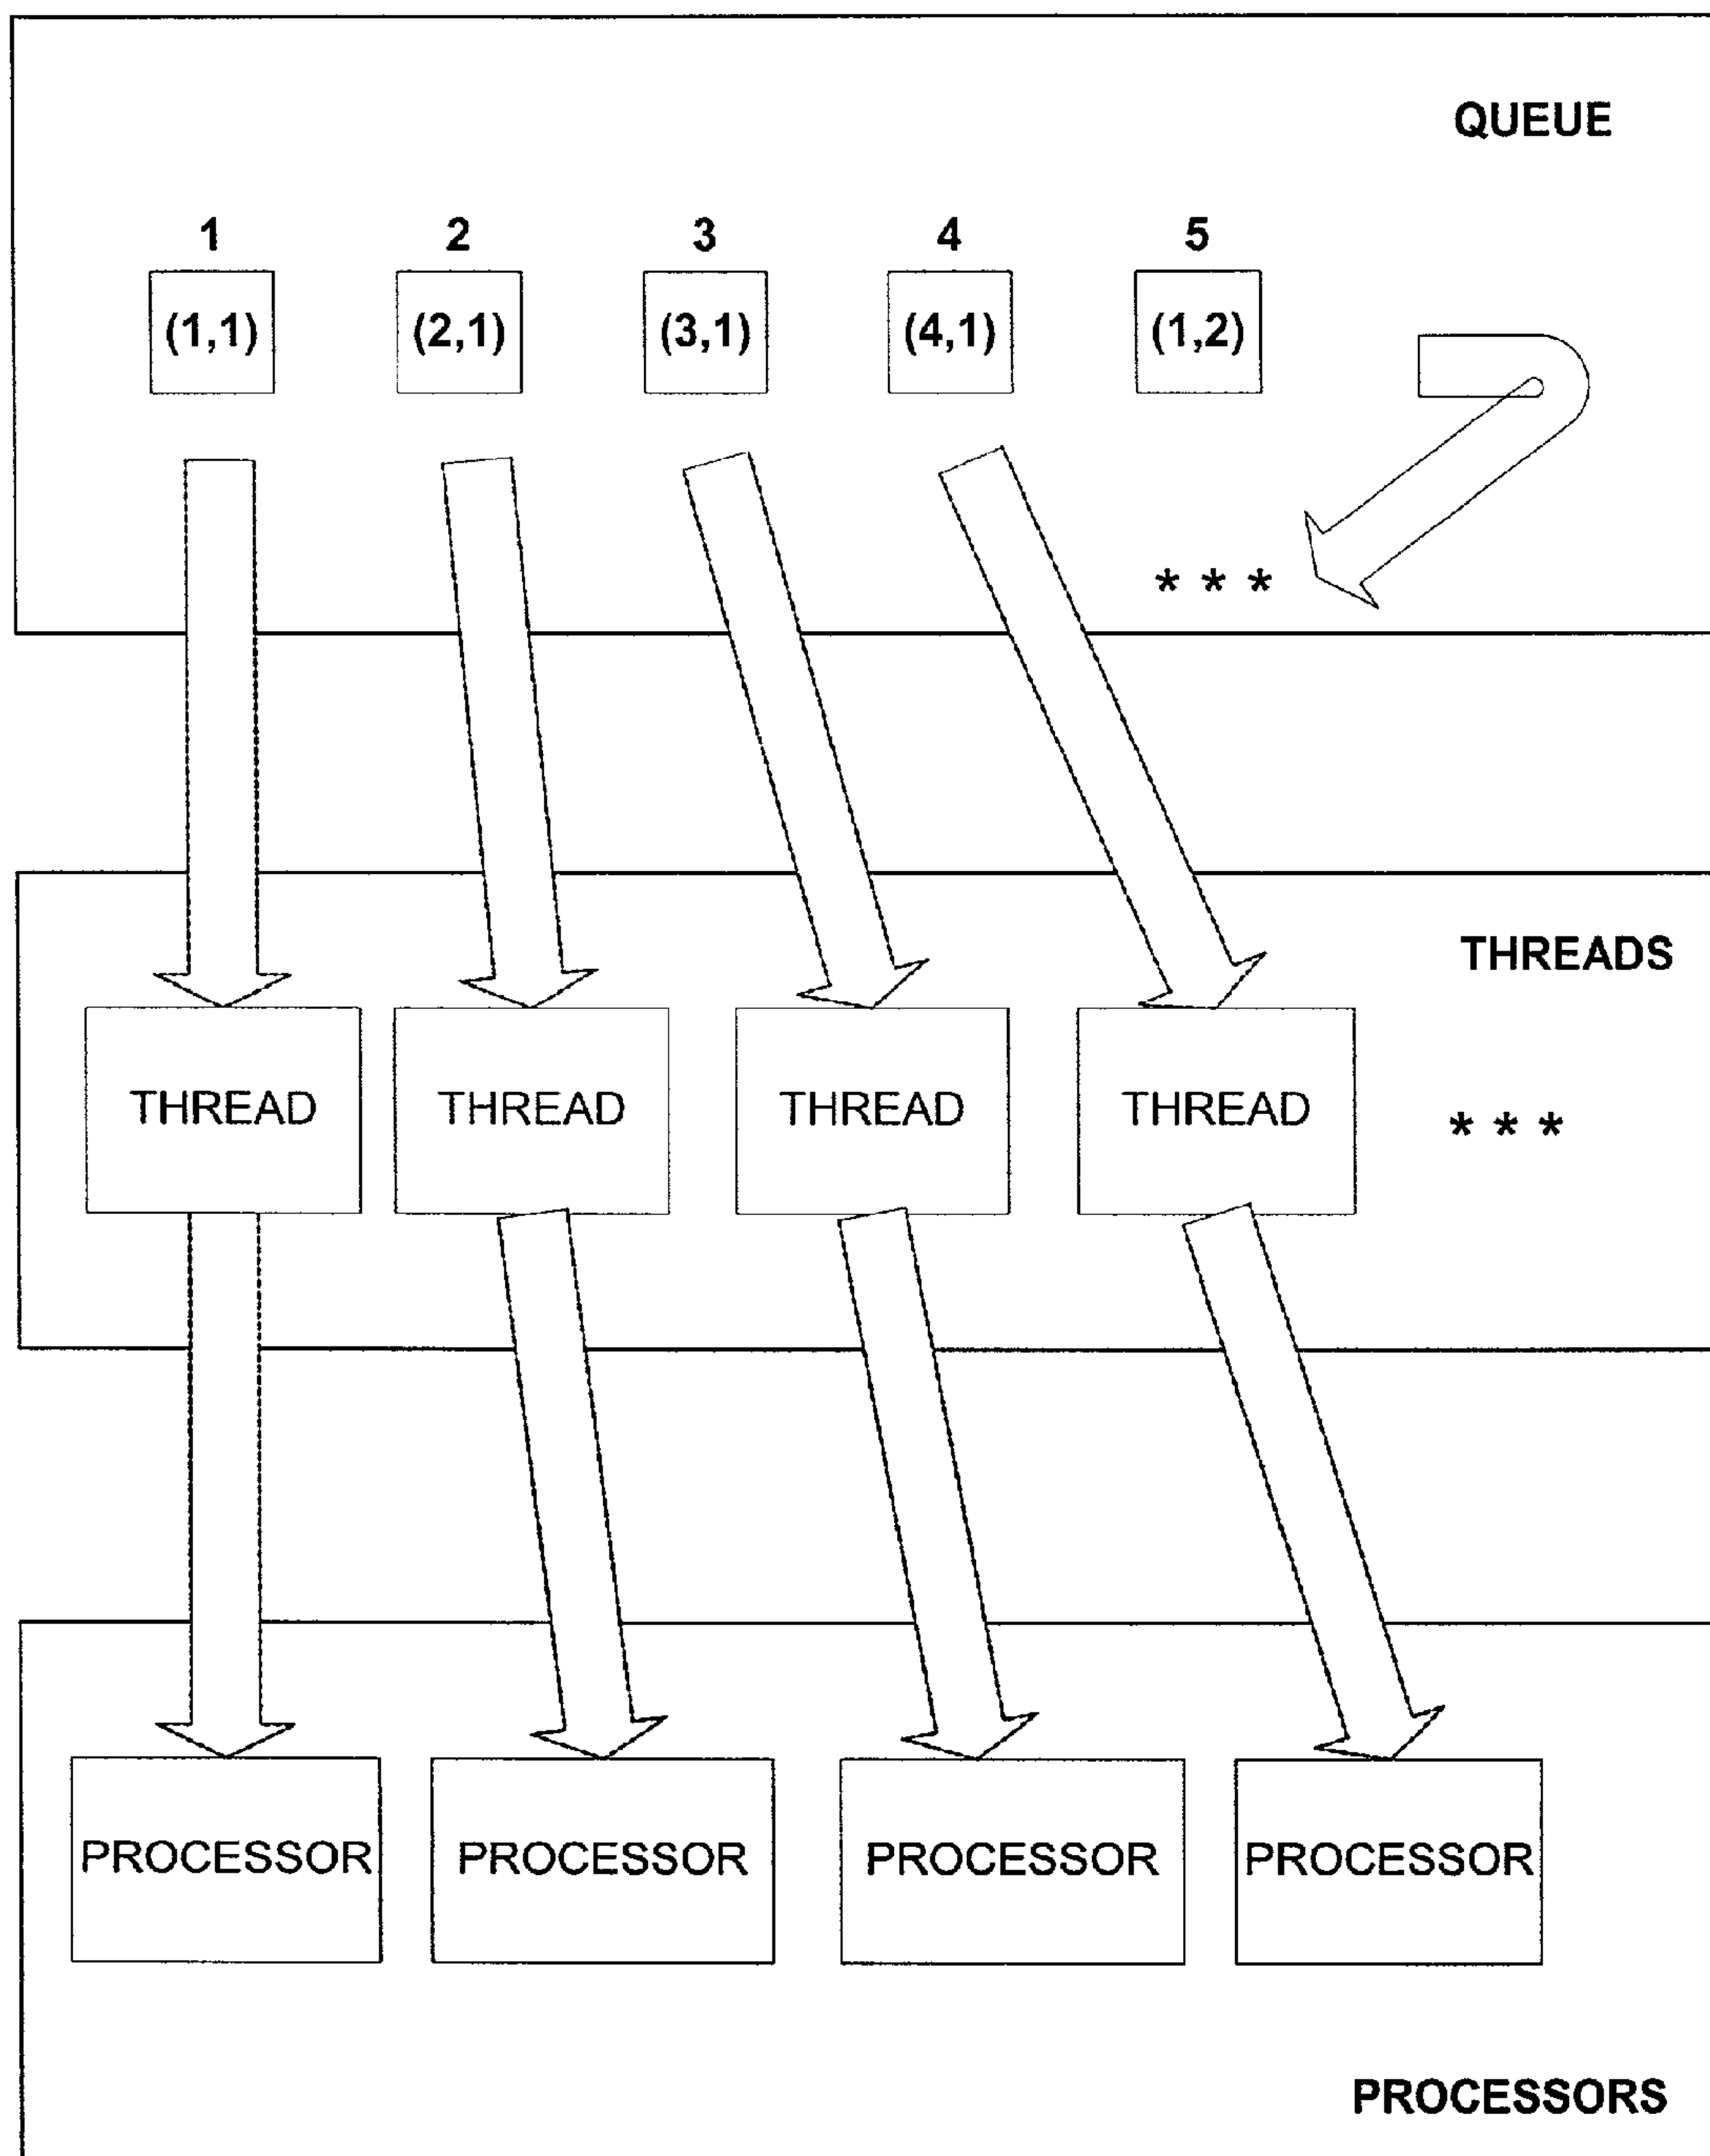 QUEUE
1 2 3 4 5
(1,1) (2,1) (3,1) (4,1) (1,2)
* * *
THREADS
THREAD THREAD THREAD THREAD * * *
PROCESSOR PROCESSOR PROCESSOR PROCESSOR
PROCESSORS